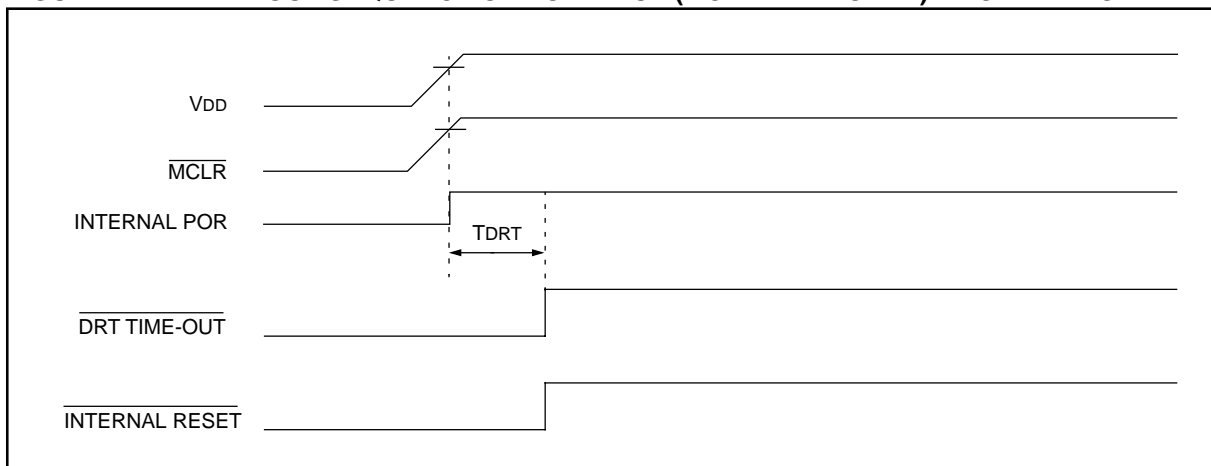 VDD
MCLR
INTERNAL POR
TDRT
DRT TIME-OUT
INTERNAL RESET